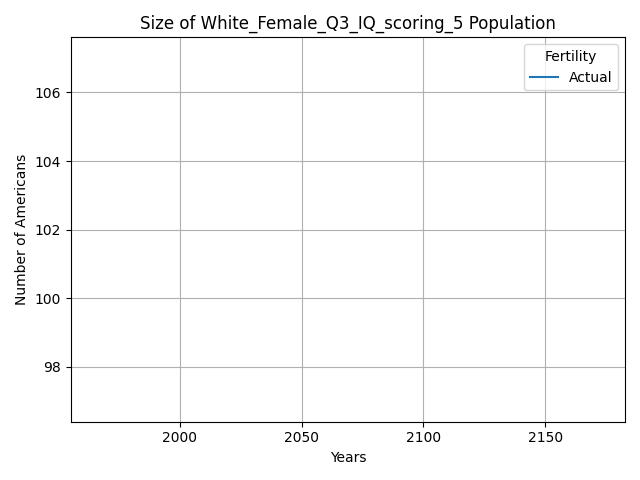 Size of White_Female_Q3_IQ_scoring_5 Population
Fertility
Actual
Number of Americans
106
104
102
100
98
2000 2050 2100 2150
Years